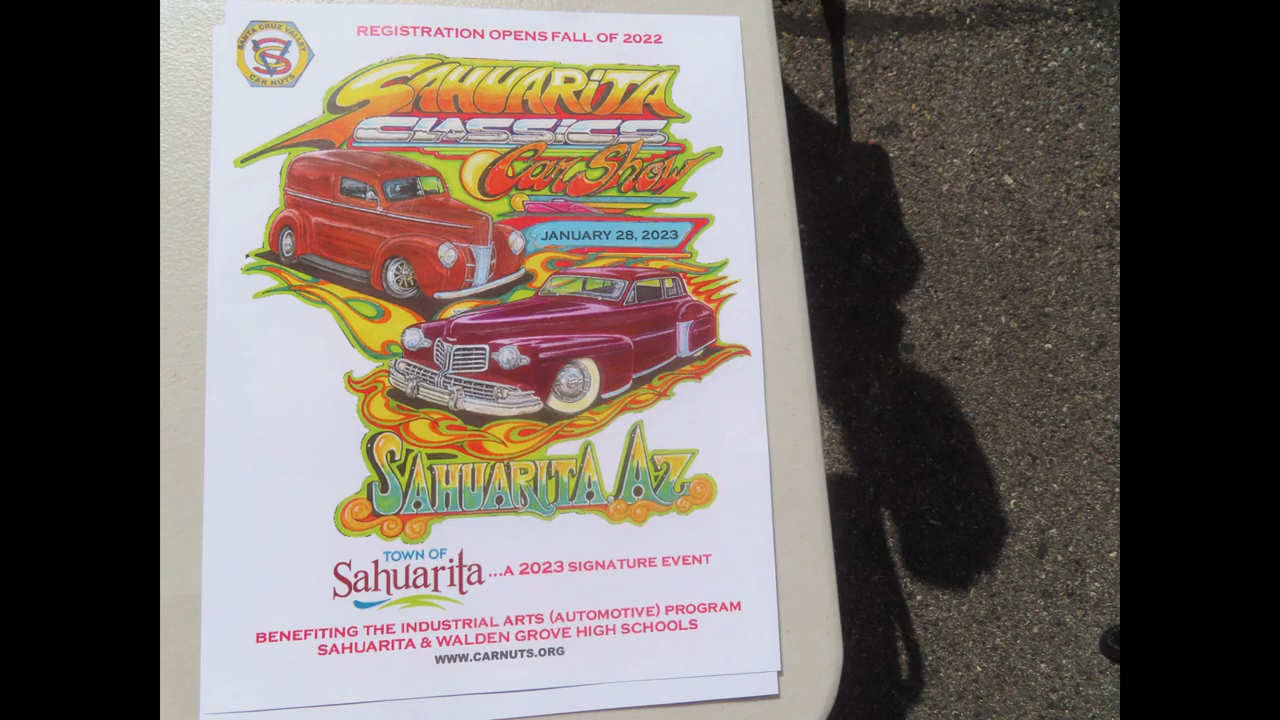 REGISTRATION OPENS FALL OF 2022
SANTA CRUZ VALLEY
SCV
CAR NUTS
SAHUARITA
CLASSICS
Car Show
JANUARY 28, 2023
SAHUARITA, AZ
TOWN OF
Sahuarita ...A 2023 SIGNATURE EVENT
BENEFITING THE INDUSTRIAL ARTS (AUTOMOTIVE) PROGRAM
SAHUARITA & WALDEN GROVE HIGH SCHOOLS
WWW.CARNUTS.ORG